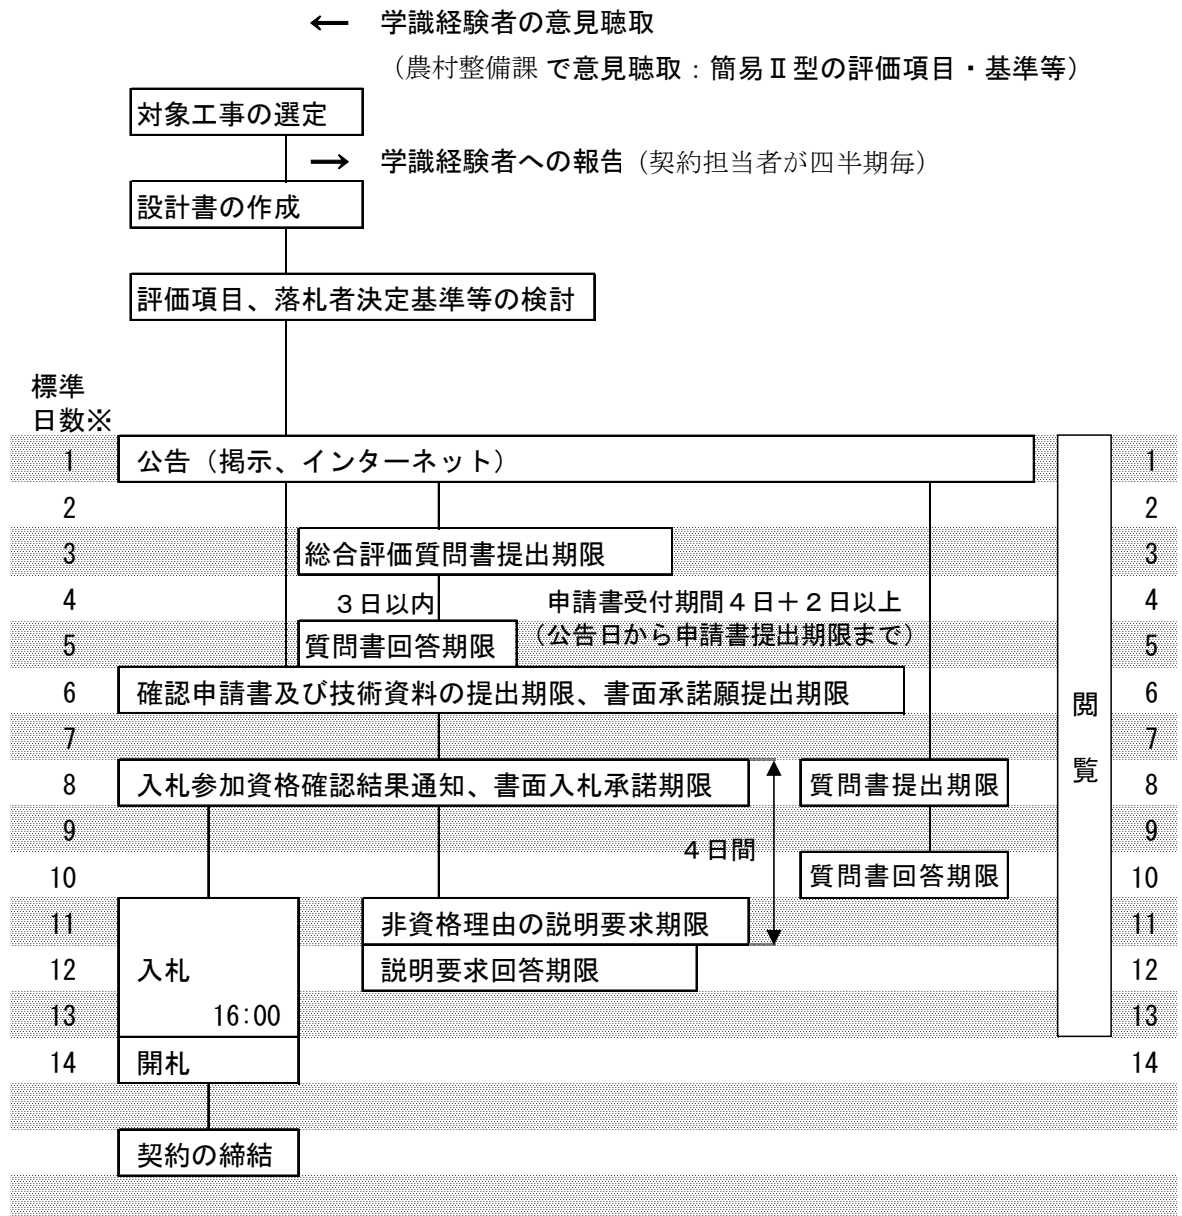 ← 学識経験者の意見聴取
（農村整備課 で意見聴取：簡易Ⅱ型の評価項目・基準等）
対象工事の選定
→ 学識経験者への報告（契約担当者が四半期毎）
設計書の作成
評価項目、落札者決定基準等の検討
標準
日数※
1 公告（掲示、インターネット） 1
2 2
3 総合評価質問書提出期限 3
4 ３日以内 申請書受付期間４日＋２日以上 4
5 質問書回答期限 （公告日から申請書提出期限まで） 5
6 確認申請書及び技術資料の提出期限、書面承諾願提出期限 6
閲
7 7
覧
8 入札参加資格確認結果通知、書面入札承諾期限 質問書提出期限 8
9 9
４日間
10 質問書回答期限 10
11 非資格理由の説明要求期限 11
12 入札 説明要求回答期限 12
13 16:00 13
14 開札 14
契約の締結